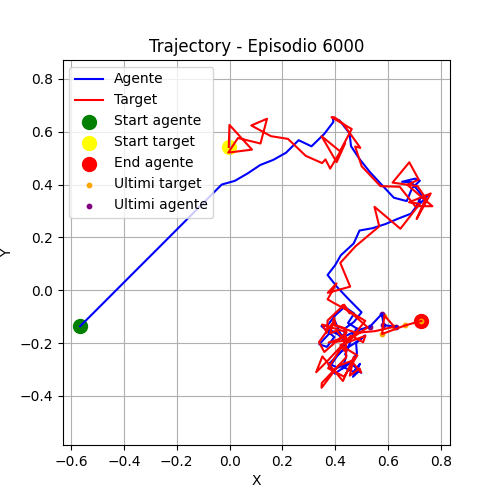 Trajectory - Episodio 6000
Agente
Target
Start agente
Start target
End agente
Ultimi target
Ultimi agente
Y
0.8
0.6
0.4
0.2
0.0
−0.2
−0.4
−0.6 −0.4 −0.2 0.0 0.2 0.4 0.6 0.8
X